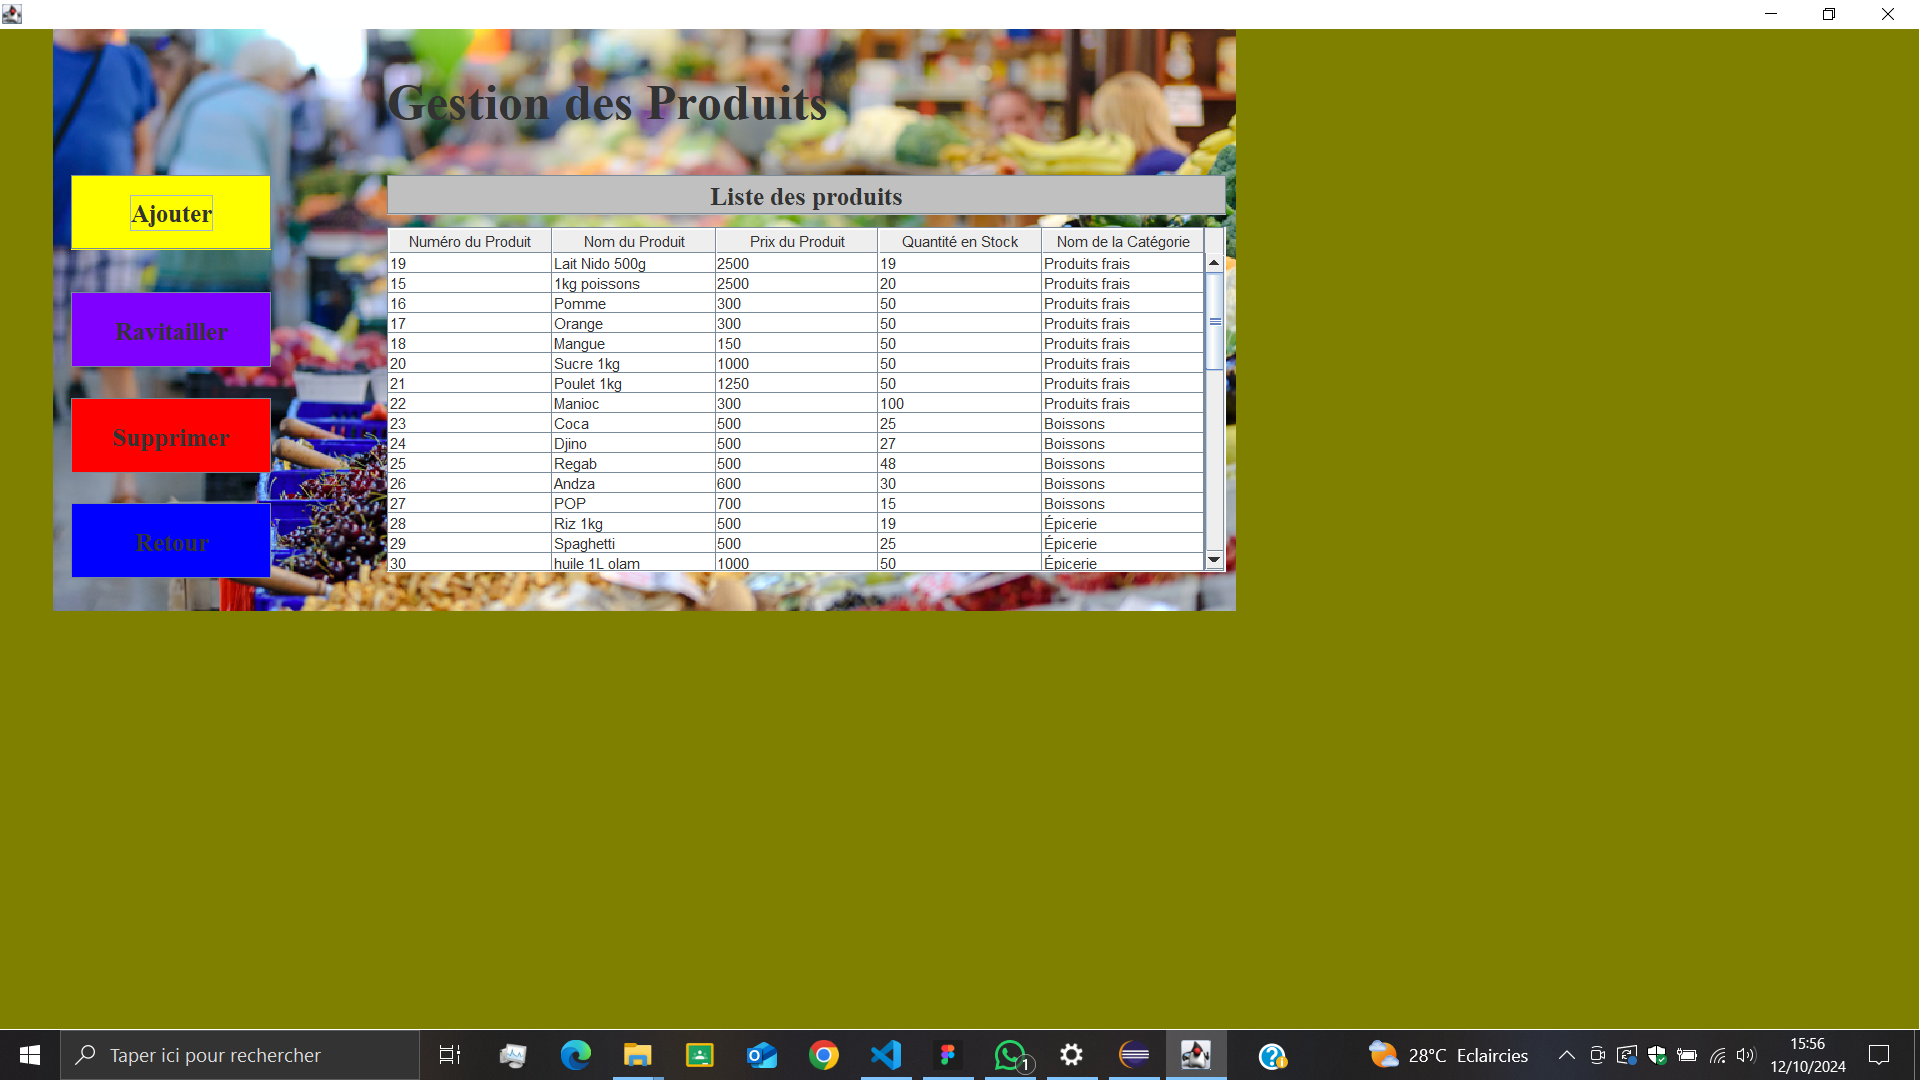 Gestion des Produits
Ajouter
Ravitailler
Supprimer
Retour
Liste des produits
Numéro du Produit Nom du Produit Prix du Produit Quantité en Stock Nom de la Catégorie
19 Lait Nido 500g 2500 19 Produits frais
15 1kg poissons 2500 20 Produits frais
16 Pomme 300 50 Produits frais
17 Orange 300 50 Produits frais
18 Mangue 150 50 Produits frais
20 Sucre 1kg 1000 50 Produits frais
21 Poulet 1kg 1250 50 Produits frais
22 Manioc 300 100 Produits frais
23 Coca 500 25 Boissons
24 Djino 500 27 Boissons
25 Regab 500 48 Boissons
26 Andza 600 30 Boissons
27 POP 700 15 Boissons
28 Riz 1kg 500 19 Épicerie
29 Spaghetti 500 25 Épicerie
30 huile 1L olam 1000 50 Épicerie
Taper ici pour rechercher
1
28°C Eclaircies
15:56
12/10/2024